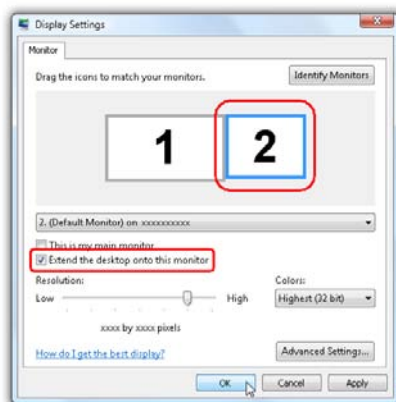 Display Settings
Monitor
Drag the icons to match your monitors.
Identify Monitors
1 2
2. (Default Monitor) on xxxxxxxxxx
This is my main monitor
Extend the desktop onto this monitor
Resolution: Colors:
Low High Highest (32 bit)
xxxx by xxxx pixels
How do I get the best display? Advanced Settings...
OK Cancel Apply